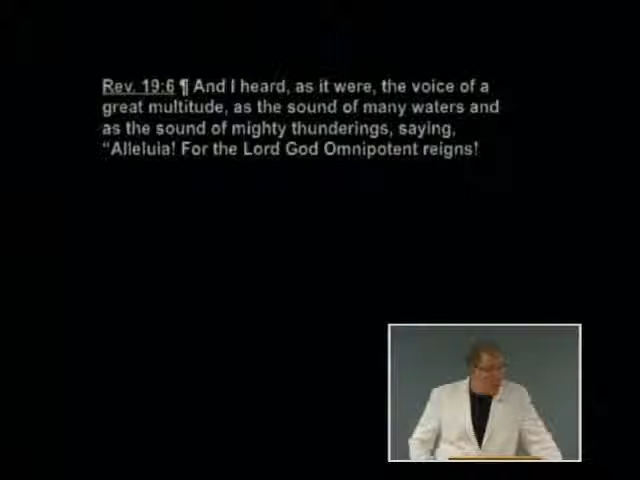 Rev. 19:6 ¶ And I heard, as it were, the voice of a
great multitude, as the sound of many waters and
as the sound of mighty thunderings, saying,
“Alleluia! For the Lord God Omnipotent reigns!